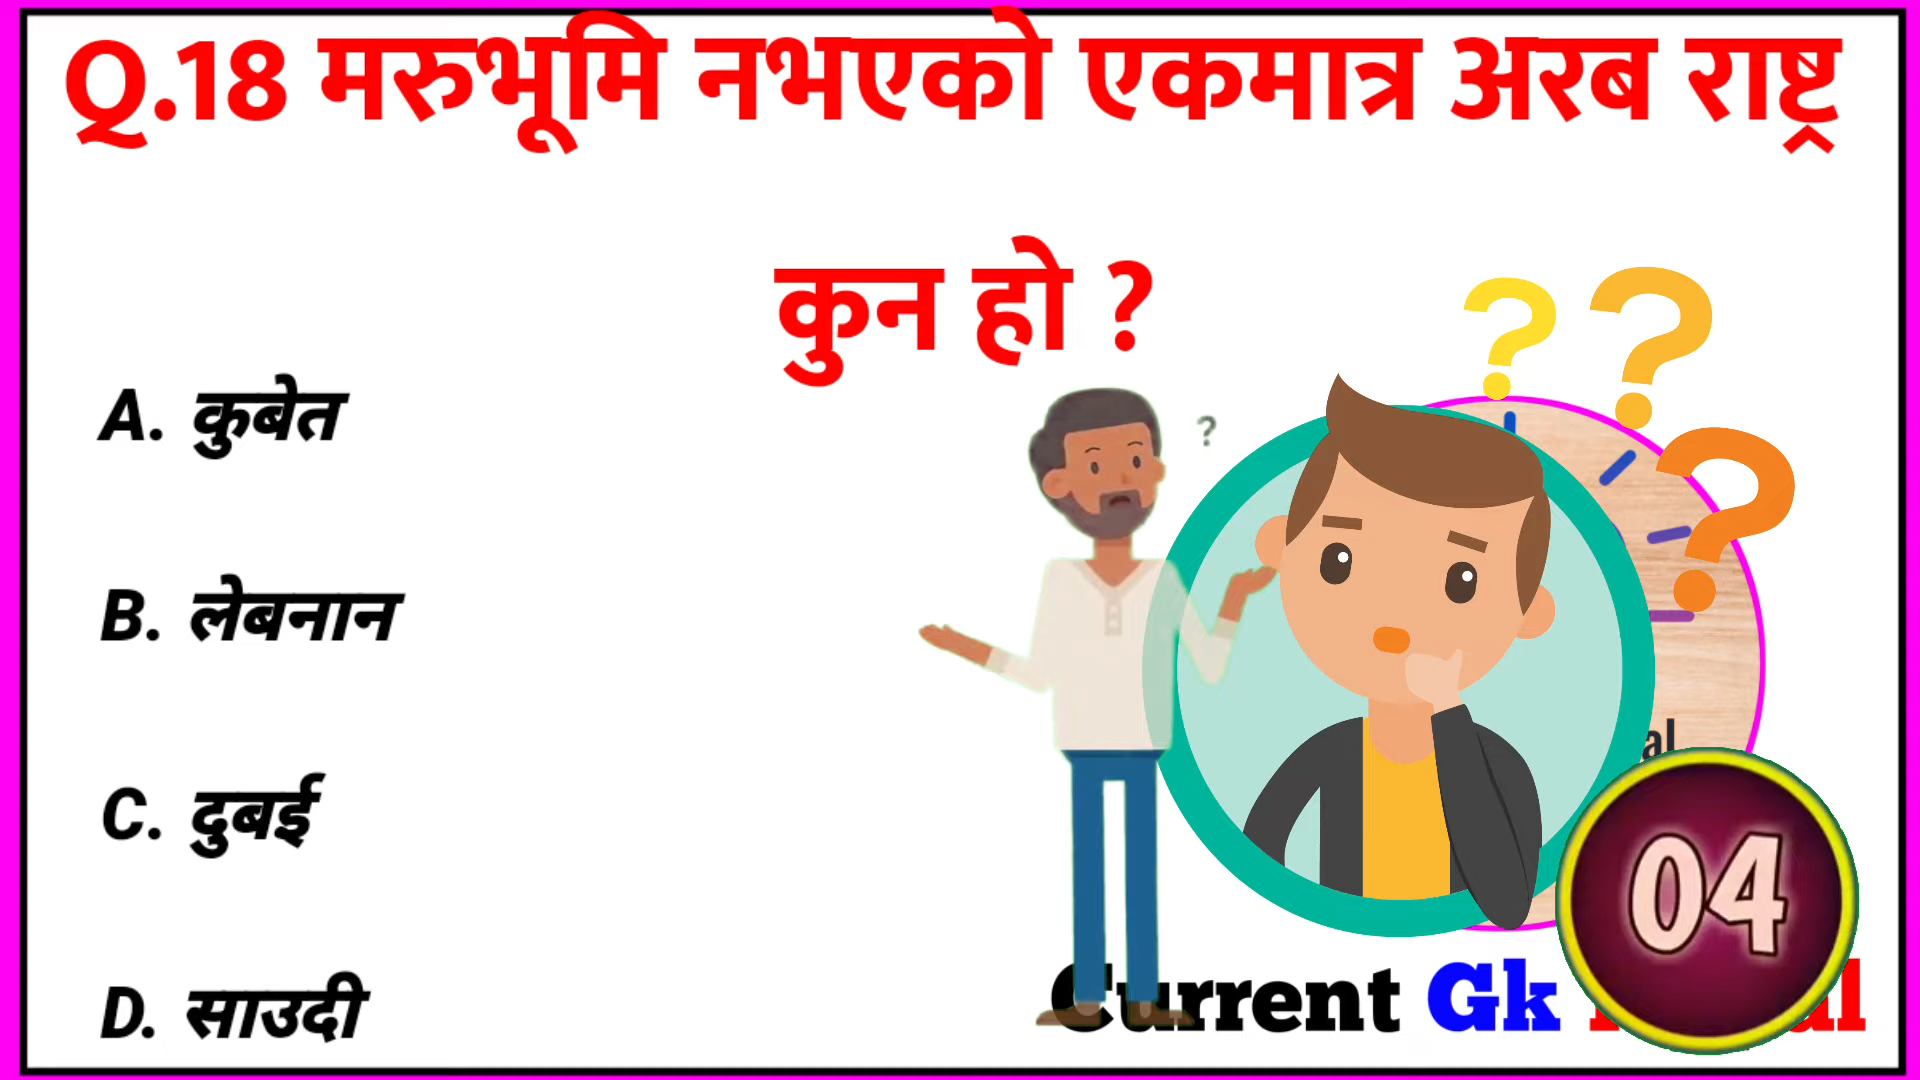 Q.18 मरुभूमि नभएको एकमात्र अरब राष्ट्र
कुन हो ?
A. कुबेत
B. लेबनान
C. दुबई
D. साउदी
04
Current Gk